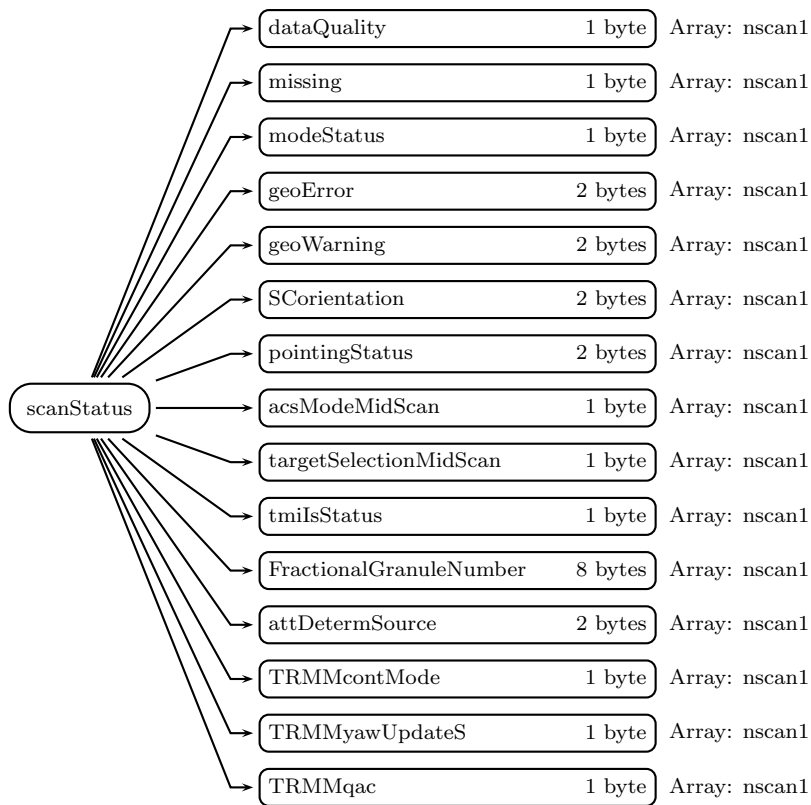 dataQuality 1 byte Array: nscan1
missing 1 byte Array: nscan1
modeStatus 1 byte Array: nscan1
geoError 2 bytes Array: nscan1
geoWarning 2 bytes Array: nscan1
SCorientation 2 bytes Array: nscan1
pointingStatus 2 bytes Array: nscan1
scanStatus acsModeMidScan 1 byte Array: nscan1
targetSelectionMidScan 1 byte Array: nscan1
tmiIsStatus 1 byte Array: nscan1
FractionalGranuleNumber 8 bytes Array: nscan1
attDetermSource 2 bytes Array: nscan1
TRMMcontMode 1 byte Array: nscan1
TRMMyawUpdateS 1 byte Array: nscan1
TRMMqac 1 byte Array: nscan1